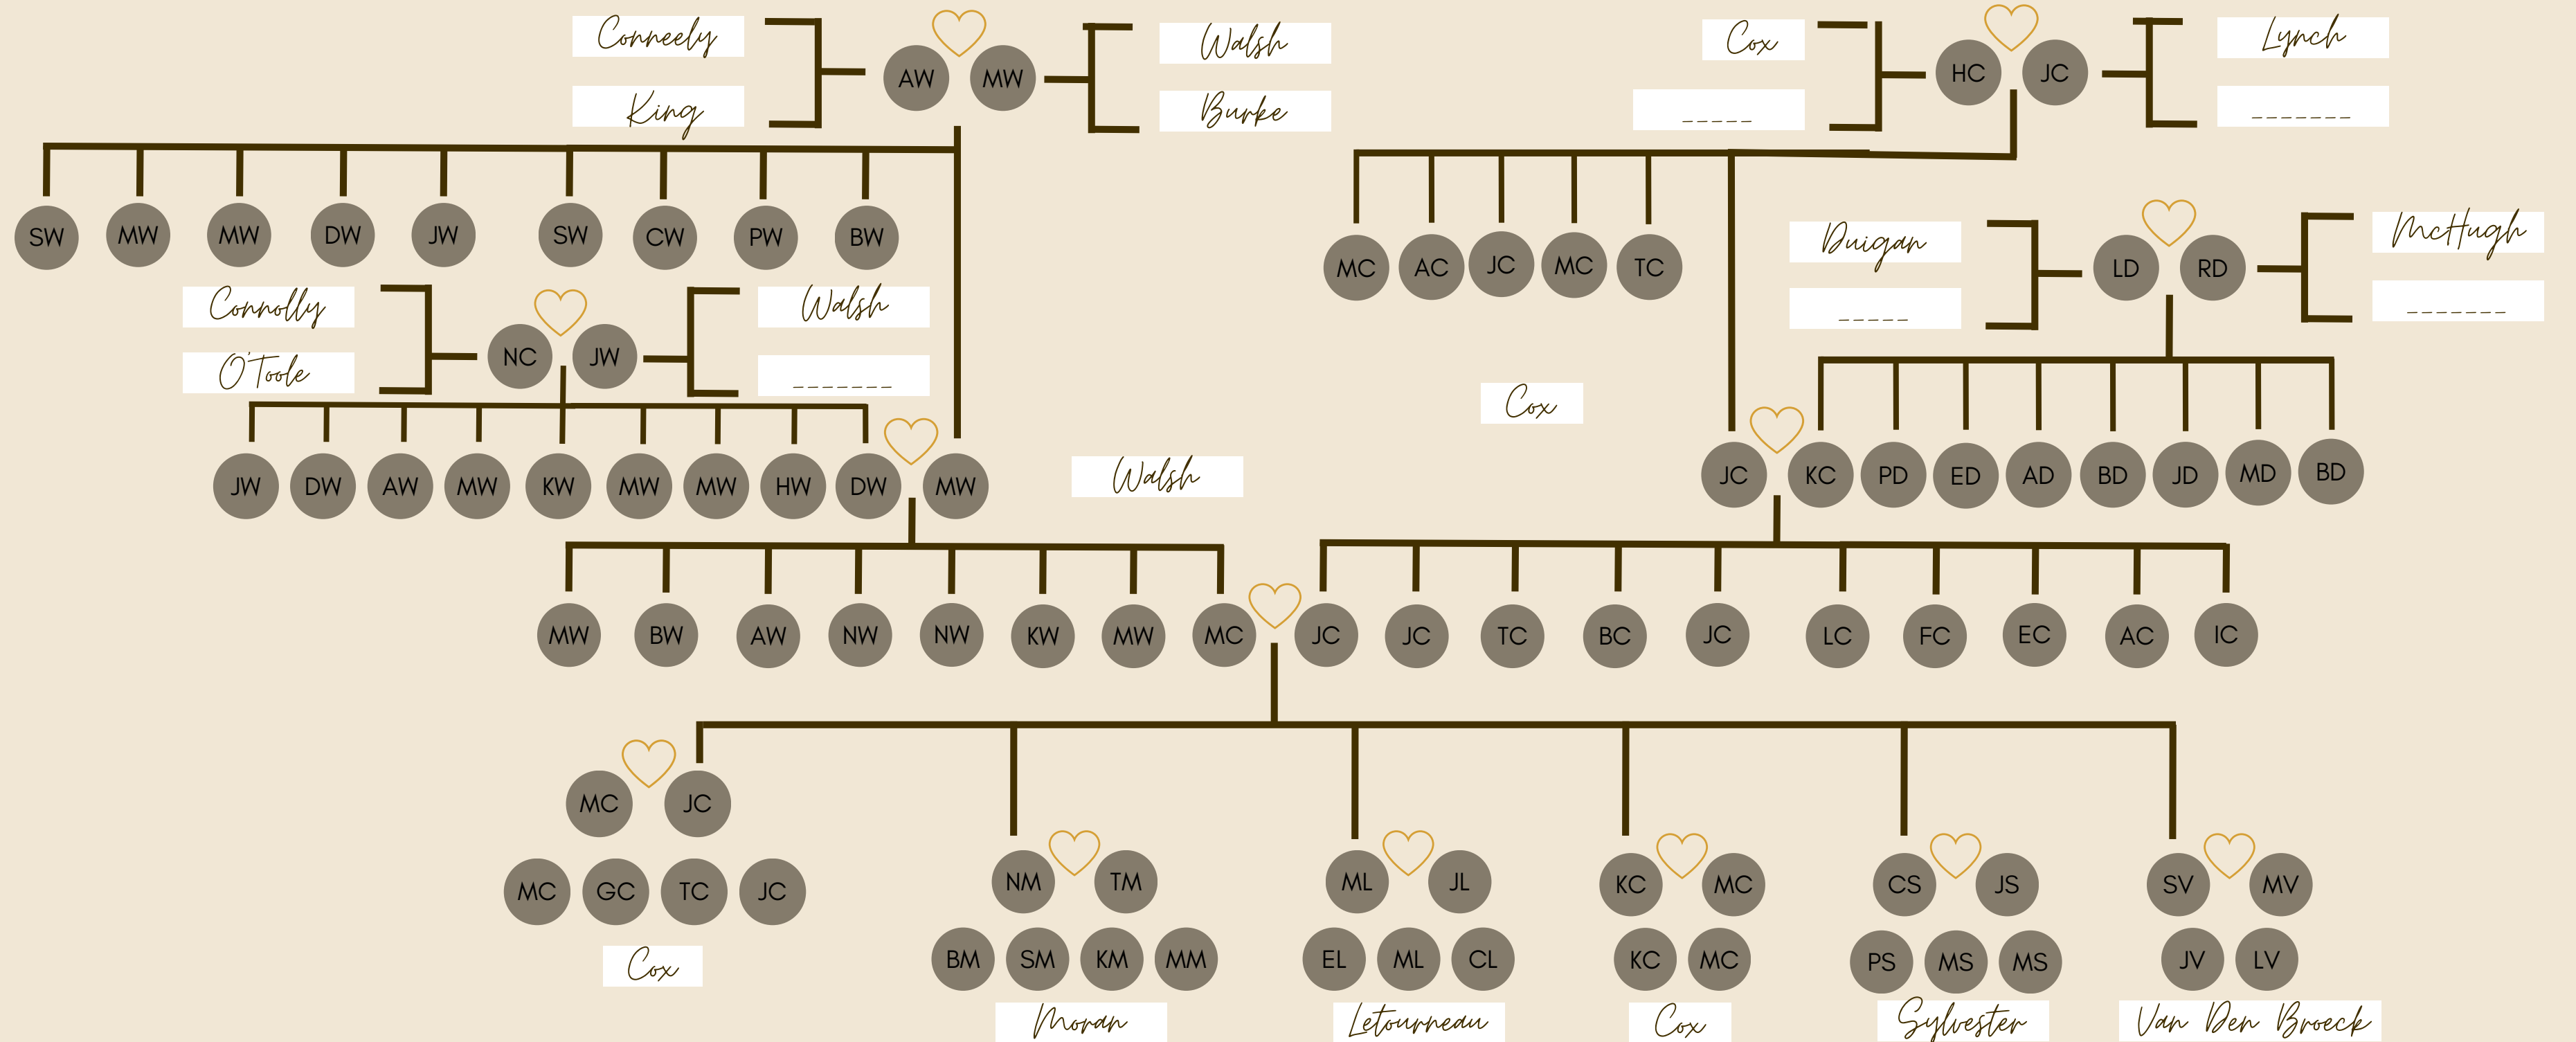 Conneely
King
AW
MW
Walsh
Burke
Cox
_____
HC
JC
Lynch
_______
SW
MW
MW
DW
JW
SW
CW
PW
BW
MC
AC
JC
MC
TC
Duigan
_____
LD
RD
McHugh
_______
Connolly
O'Toole
NC
JW
Walsh
_______
Cox
JW
DW
AW
MW
KW
MW
MW
HW
DW
MW
Walsh
JC
KC
PD
ED
AD
BD
JD
MD
BD
MW
BW
AW
NW
NW
KW
MW
MC
JC
JC
TC
BC
JC
LC
FC
EC
AC
IC
MC
JC
MC
GC
TC
JC
Cox
NM
TM
BM
SM
KM
MM
Moran
ML
JL
EL
ML
CL
Letourneau
KC
MC
KC
MC
Cox
CS
JS
PS
MS
MS
Sylvester
SV
MV
JV
LV
Van Den Broeck